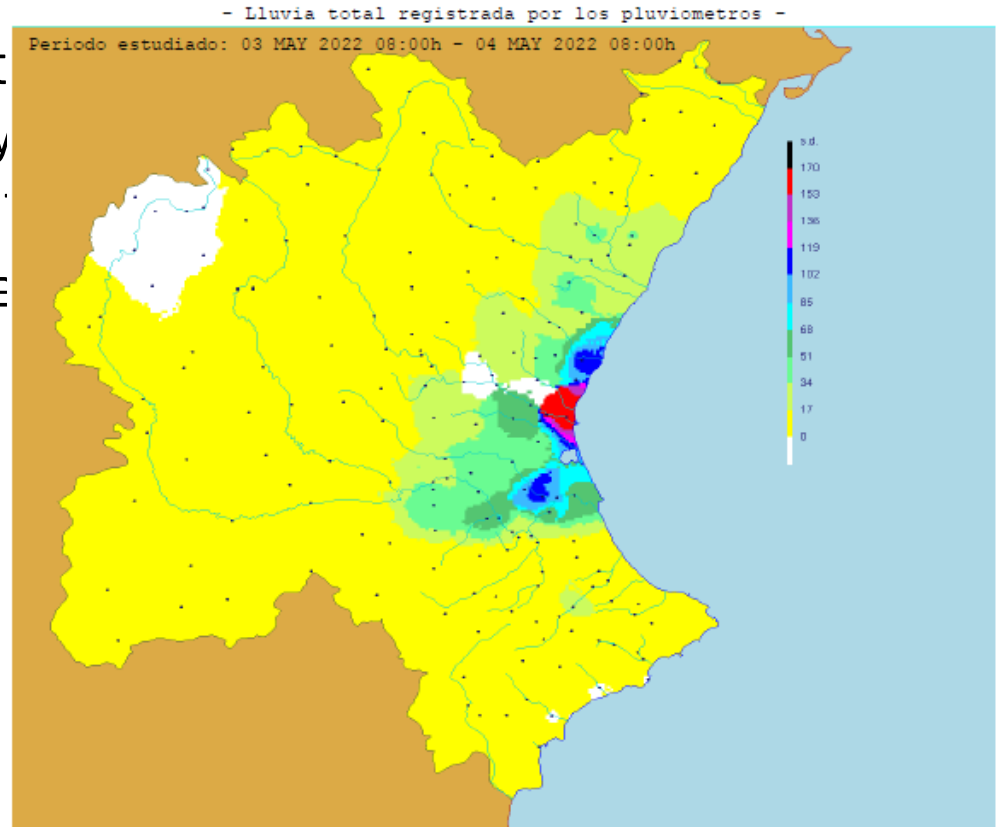 - Lluvia total registrada por los pluviometros -
Periodo estudiado: 03 MAY 2022 08:00h - 04 MAY 2022 08:00h
s.d.
170
153
136
119
102
85
68
51
34
17
0
y